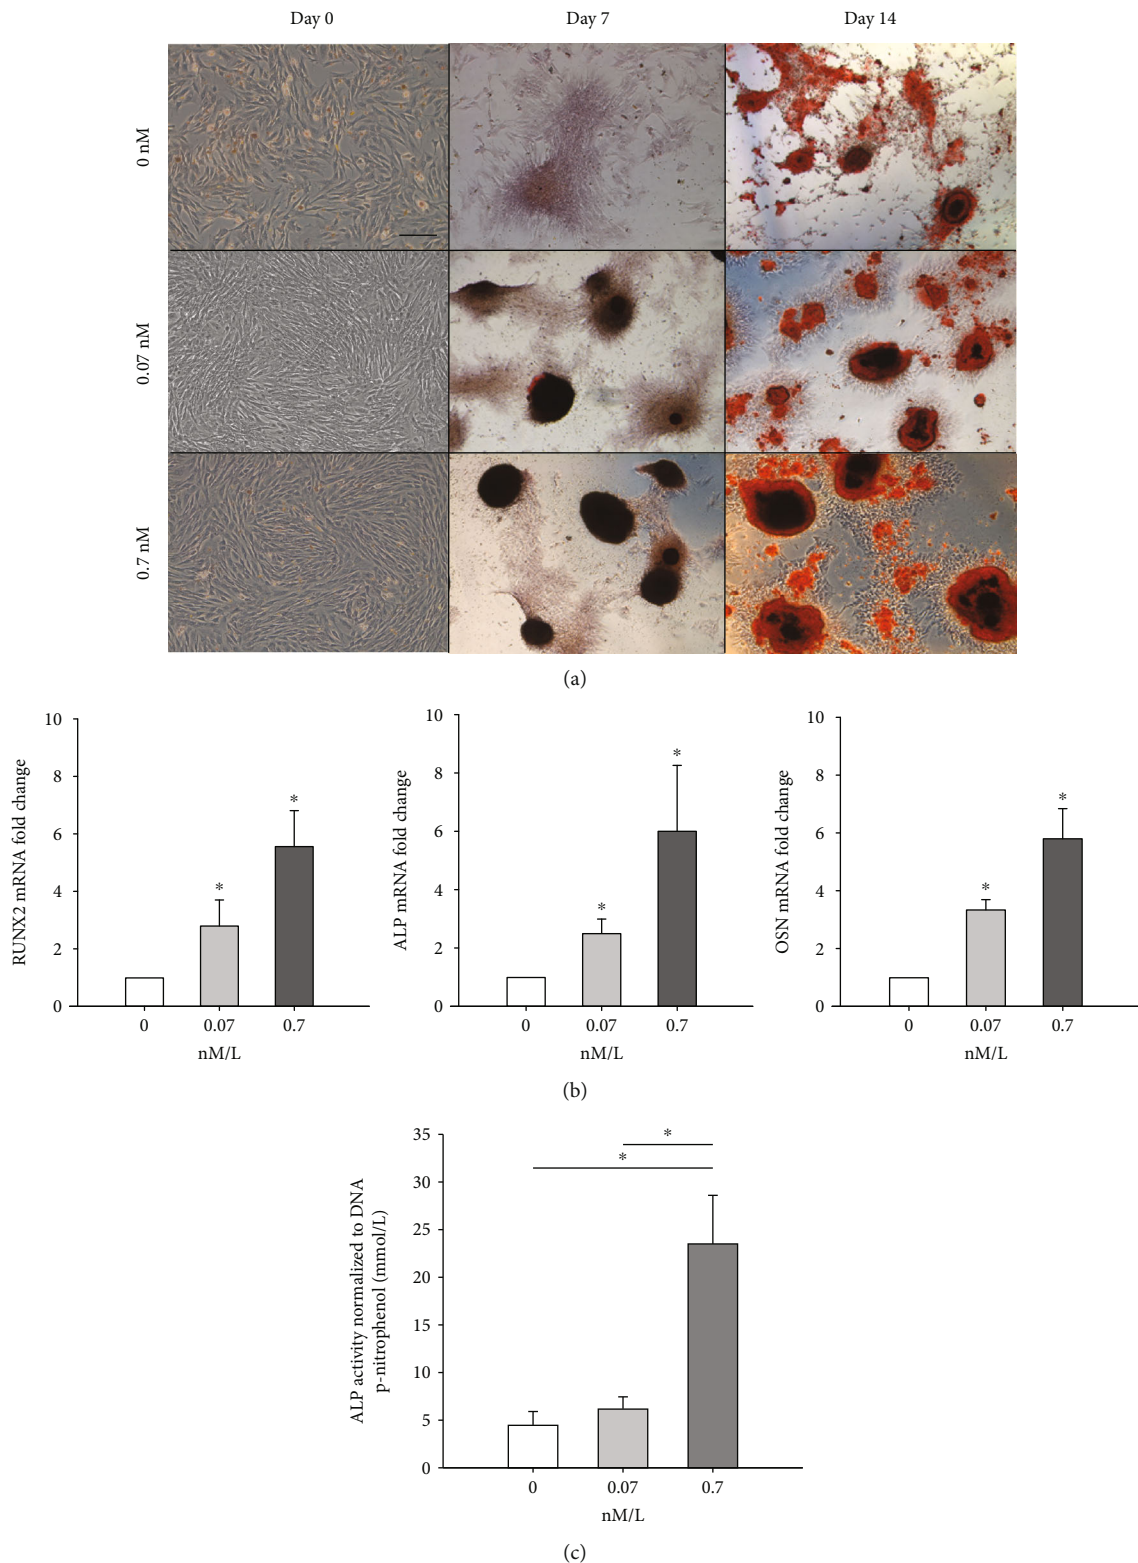 Day 0
Day 7
Day 14
0 nM
0.07 nM
0.7 nM
(a)
RUNX2 mRNA fold change
10
8
6
4
2
0
*
*
0
0.07
0.7
nM/L
ALP mRNA fold change
10
8
6
4
2
0
*
*
0
0.07
0.7
nM/L
OSN mRNA fold change
10
8
6
4
2
0
*
*
0
0.07
0.7
nM/L
(b)
ALP activity normalized to DNA
p-nitrophenol (mmol/L)
35
30
25
20
15
10
5
0
*
*
0
0.07
0.7
nM/L
(c)